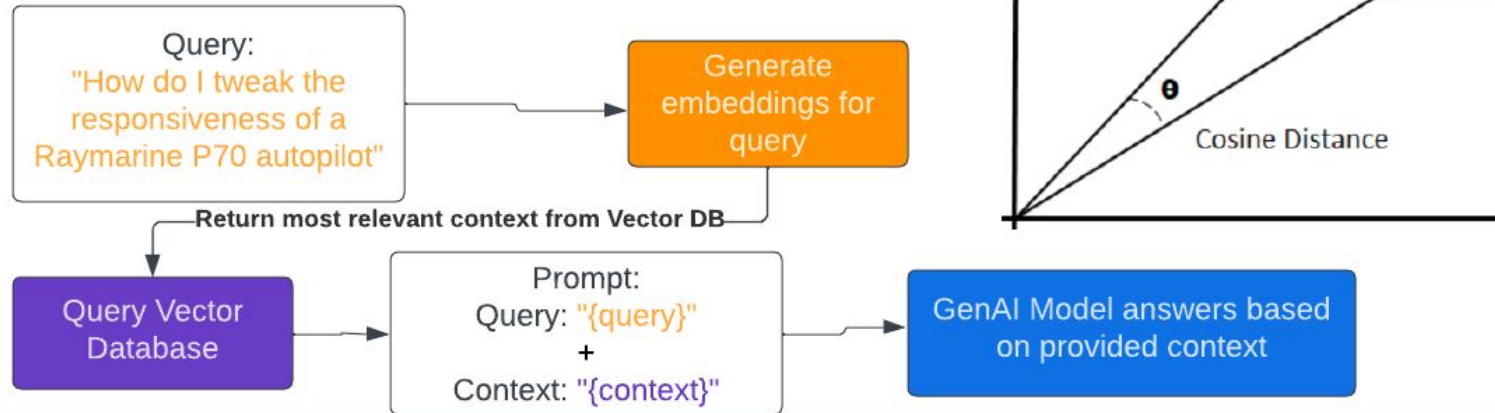 Query:
"How do I tweak the
responsiveness of a
Raymarine P70 autopilot"
Generate
embeddings for
query
θ
Cosine Distance
Return most relevant context from Vector DB
Query Vector
Database
Prompt:
Query: "{query}"
+
Context: "{context}"
GenAI Model answers based
on provided context